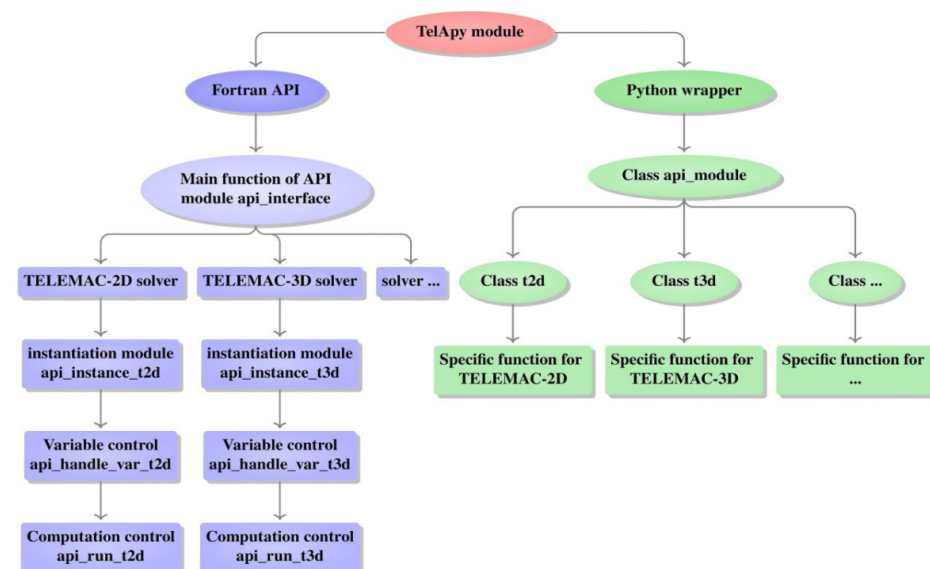 TelApy module
Fortran API
Python wrapper
Main function of API
module api_interface
Class api_module
TELEMAC-2D solver
TELEMAC-3D solver
solver ...
Class t2d
Class t3d
Class ...
instantiation module
api_instance_t2d
instantiation module
api_instance_t3d
Specific function for
TELEMAC-2D
Specific function for
TELEMAC-3D
Specific function for
...
Variable control
api_handle_var_t2d
Variable control
api_handle_var_t3d
Computation control
api_run_t2d
Computation control
api_run_t3d